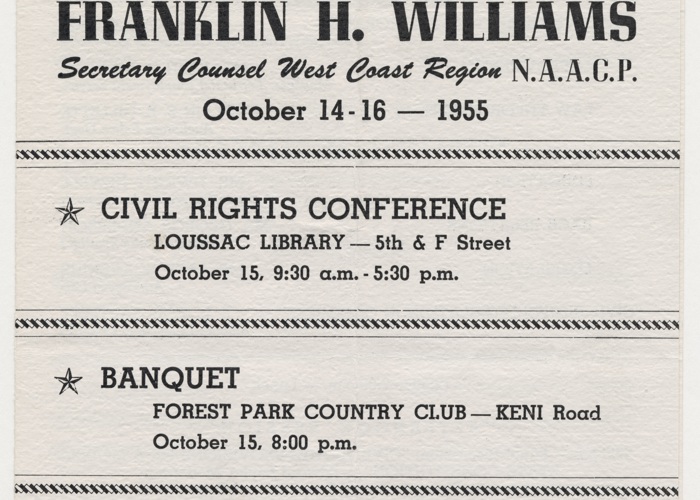 FRANKLIN H. WILLIAMS
Secretary Counsel West Coast Region N.A.A.C.P.
October 14-16 — 1955
CIVIL RIGHTS CONFERENCE
LOUSSAC LIBRARY — 5th & F Street
October 15, 9:30 a.m. - 5:30 p.m.
BANQUET
FOREST PARK COUNTRY CLUB — KENI Road
October 15, 8:00 p.m.